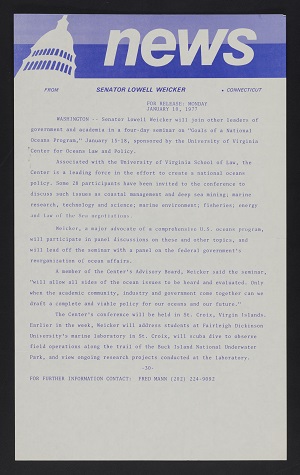 news
FROM SENATOR LOWELL WEICKER • CONNECTICUT
FOR RELEASE: MONDAY
JANUARY 10, 1977
WASHINGTON -- Senator Lowell Weicker will join other leaders of
government and academia in a four-day seminar on "Goals of a National
Oceans Program," January 13-16, sponsored by the University of Virginia
Center for Oceans Law and Policy.
Associated with the University of Virginia School of Law, the
Center is a leading force in the effort to create a national oceans
policy. Some 20 participants have been invited to the conference to
discuss such issues as coastal management and deep sea mining; marine
research, technology and science; marine environment; fisheries; energy
and Law of the Sea negotiations.
Weicker, a major advocate of a comprehensive U.S. oceans program,
will participate in panel discussions on these and other topics, and
will lead off the seminar with a panel on the federal government's
reorganization of ocean affairs.
A member of the Center's Advisory Board, Weicker said the seminar,
"will allow all sides of the ocean issues to be heard and evaluated. Only
when the academic community, industry and government come together can we
draft a complete and viable policy for our oceans and our future."
The Center's conference will be held in St. Croix, Virgin Islands.
Earlier in the week, Weicker will address students at Fairleigh Dickinson
University's marine laboratory in St. Croix, will scuba dive to observe
field operations along the trail of the Buck Island National Underwater
Park, and view ongoing research projects conducted at the laboratory.
-30-
FOR FURTHER INFORMATION CONTACT: FRED MANN (202) 224-9092